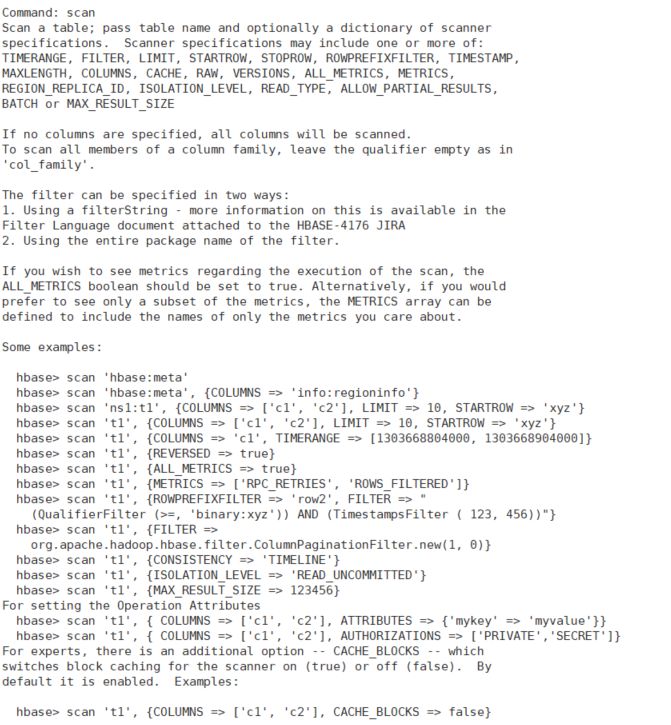 Command: scan
Scan a table; pass table name and optionally a dictionary of scanner
specifications.  Scanner specifications may include one or more of:
TIMERANGE, FILTER, LIMIT, STARTROW, STOPROW, ROWPREFIXFILTER, TIMESTAMP,
MAXLENGTH, COLUMNS, CACHE, RAW, VERSIONS, ALL_METRICS, METRICS,
REGION_REPLICA_ID, ISOLATION_LEVEL, READ_TYPE, ALLOW_PARTIAL_RESULTS,
BATCH or MAX_RESULT_SIZE

If no columns are specified, all columns will be scanned.
To scan all members of a column family, leave the qualifier empty as in
'col_family'.

The filter can be specified in two ways:
1. Using a filterString - more information on this is available in the
Filter Language document attached to the HBASE-4176 JIRA
2. Using the entire package name of the filter.

If you wish to see metrics regarding the execution of the scan, the
ALL_METRICS boolean should be set to true. Alternatively, if you would
prefer to see only a subset of the metrics, the METRICS array can be
defined to include the names of only the metrics you care about.

Some examples:

  hbase> scan 'hbase:meta'
  hbase> scan 'hbase:meta', {COLUMNS => 'info:regioninfo'}
  hbase> scan 'ns1:t1', {COLUMNS => ['c1', 'c2'], LIMIT => 10, STARTROW => 'xyz'}
  hbase> scan 't1', {COLUMNS => ['c1', 'c2'], LIMIT => 10, STARTROW => 'xyz'}
  hbase> scan 't1', {COLUMNS => 'c1', TIMERANGE => [1303668804000, 1303668904000]}
  hbase> scan 't1', {REVERSED => true}
  hbase> scan 't1', {ALL_METRICS => true}
  hbase> scan 't1', {METRICS => ['RPC_RETRIES', 'ROWS_FILTERED']}
  hbase> scan 't1', {ROWPREFIXFILTER => 'row2', FILTER => "
    (QualifierFilter (>=, 'binary:xyz')) AND (TimestampsFilter ( 123, 456))"}
  hbase> scan 't1', {FILTER =>
    org.apache.hadoop.hbase.filter.ColumnPaginationFilter.new(1, 0)}
  hbase> scan 't1', {CONSISTENCY => 'TIMELINE'}
  hbase> scan 't1', {ISOLATION_LEVEL => 'READ_UNCOMMITTED'}
  hbase> scan 't1', {MAX_RESULT_SIZE => 123456}
For setting the Operation Attributes
  hbase> scan 't1', { COLUMNS => ['c1', 'c2'], ATTRIBUTES => {'mykey' => 'myvalue'}}
  hbase> scan 't1', { COLUMNS => ['c1', 'c2'], AUTHORIZATIONS => ['PRIVATE','SECRET']}
For experts, there is an additional option -- CACHE_BLOCKS -- which
switches block caching for the scanner on (true) or off (false).  By
default it is enabled.  Examples:

  hbase> scan 't1', {COLUMNS => ['c1', 'c2'], CACHE_BLOCKS => false}